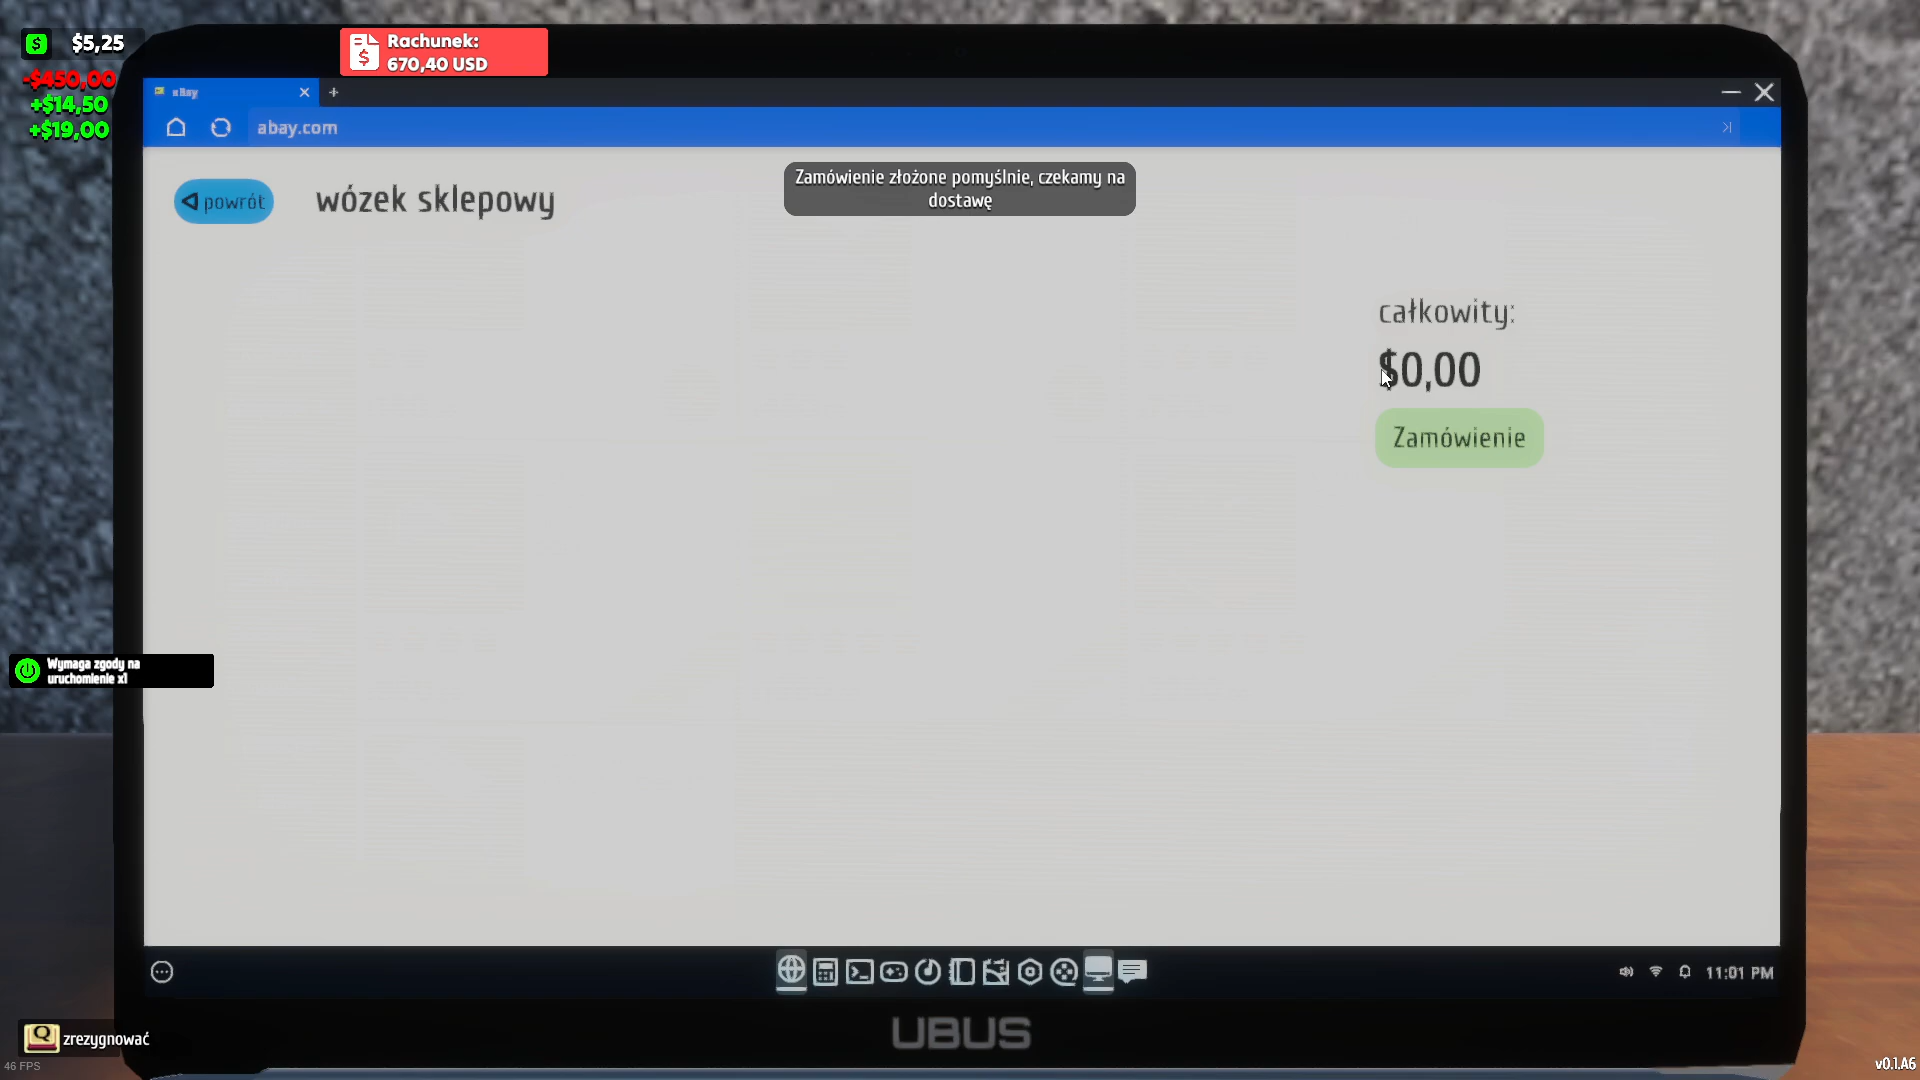 $5,25
-$450,00
+$14,50
+$19,00
Rachunek:
670,40 USD
aBay
abay.com
powrót
wózek sklepowy
Zamówienie złożone pomyślnie, czekamy na
dostawę
całkowity:
$0,00
Zamówienie
Wymaga zgody na
uruchomienie x1
11:01 PM
UBUS
Q zrezygnować
46 FPS
v0.1.A6